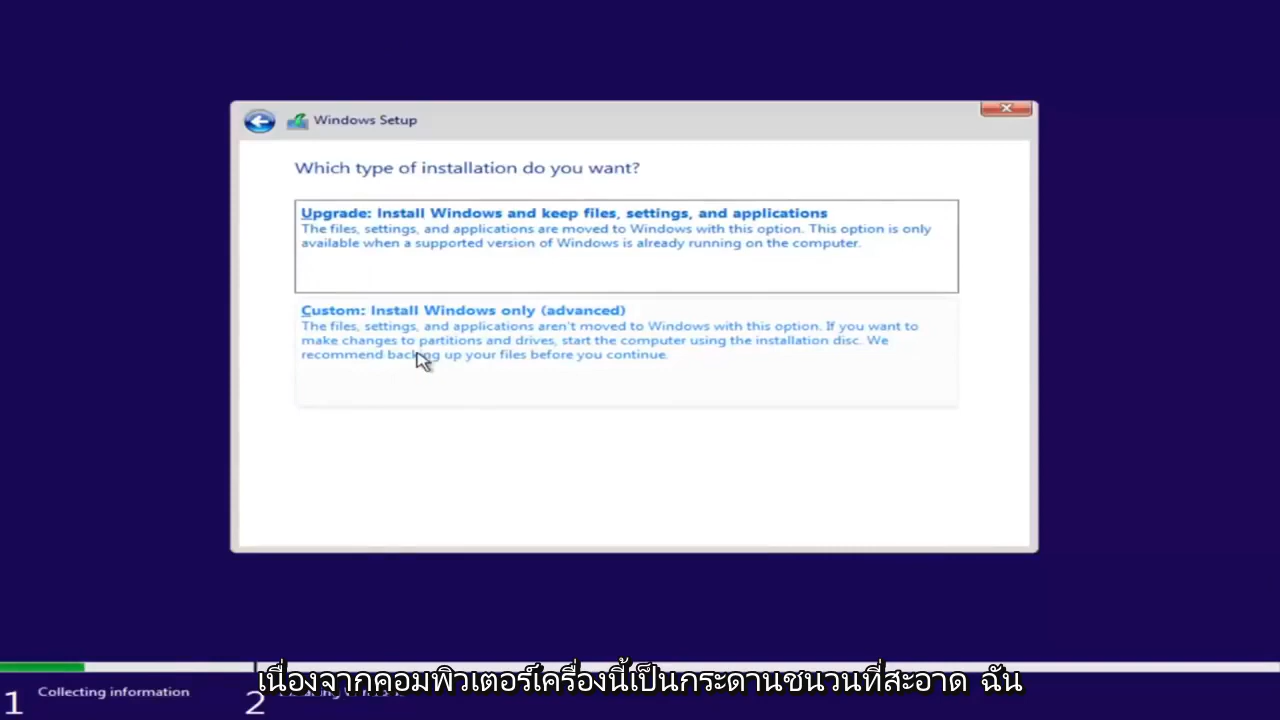 Windows Setup
Which type of installation do you want?
Upgrade: Install Windows and keep files, settings, and applications
The files, settings, and applications are moved to Windows with this option. This option is only
available when a supported version of Windows is already running on the computer.
Custom: Install Windows only (advanced)
The files, settings, and applications aren't moved to Windows with this option. If you want to
make changes to partitions and drives, start the computer using the installation disc. We
recommend backing up your files before you continue.
เนื่องจากคอมพิวเตอร์เครื่องนี้เป็นกระดานชนวนที่สะอาด ฉัน
1 Collecting information
2